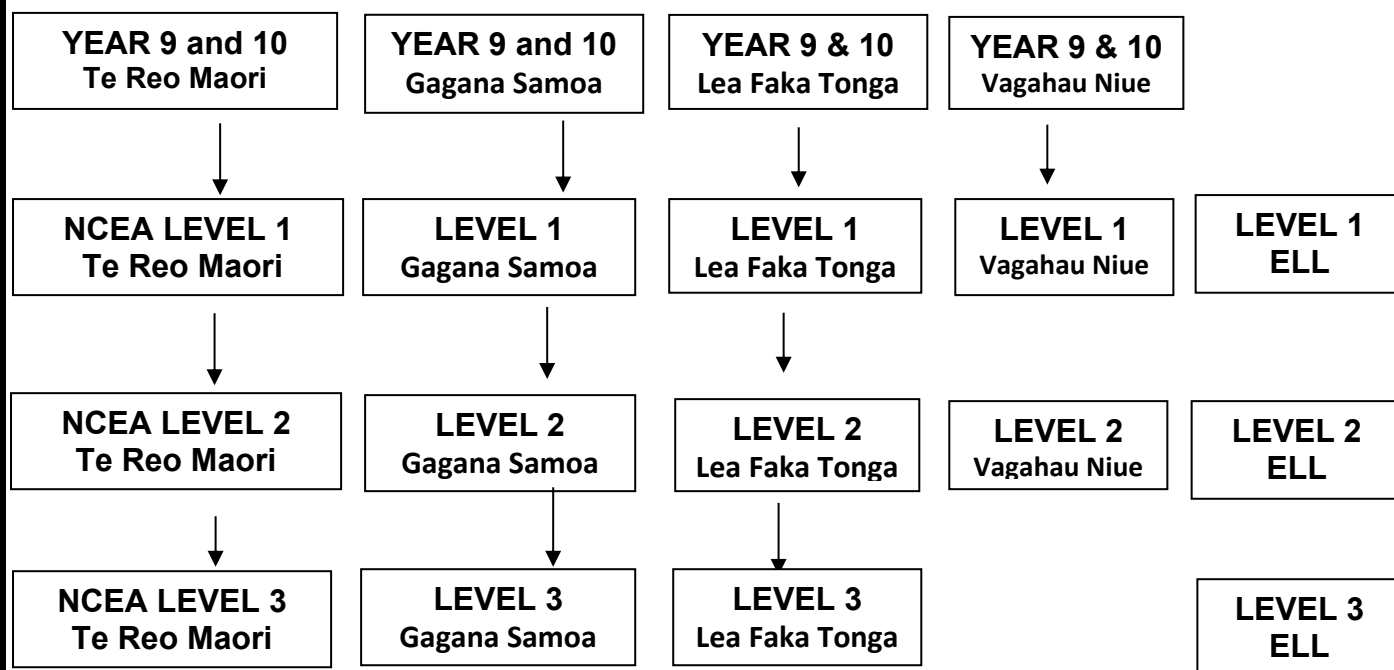 YEAR 9 and 10
Te Reo Maori
YEAR 9 and 10
Gagana Samoa
YEAR 9 & 10
Lea Faka Tonga
YEAR 9 & 10
Vagahau Niue
NCEA LEVEL 1
Te Reo Maori
LEVEL 1
Gagana Samoa
LEVEL 1
Lea Faka Tonga
LEVEL 1
Vagahau Niue
LEVEL 1
ELL
NCEA LEVEL 2
Te Reo Maori
LEVEL 2
Gagana Samoa
LEVEL 2
Lea Faka Tonga
LEVEL 2
Vagahau Niue
LEVEL 2
ELL
NCEA LEVEL 3
Te Reo Maori
LEVEL 3
Gagana Samoa
LEVEL 3
Lea Faka Tonga
LEVEL 3
ELL